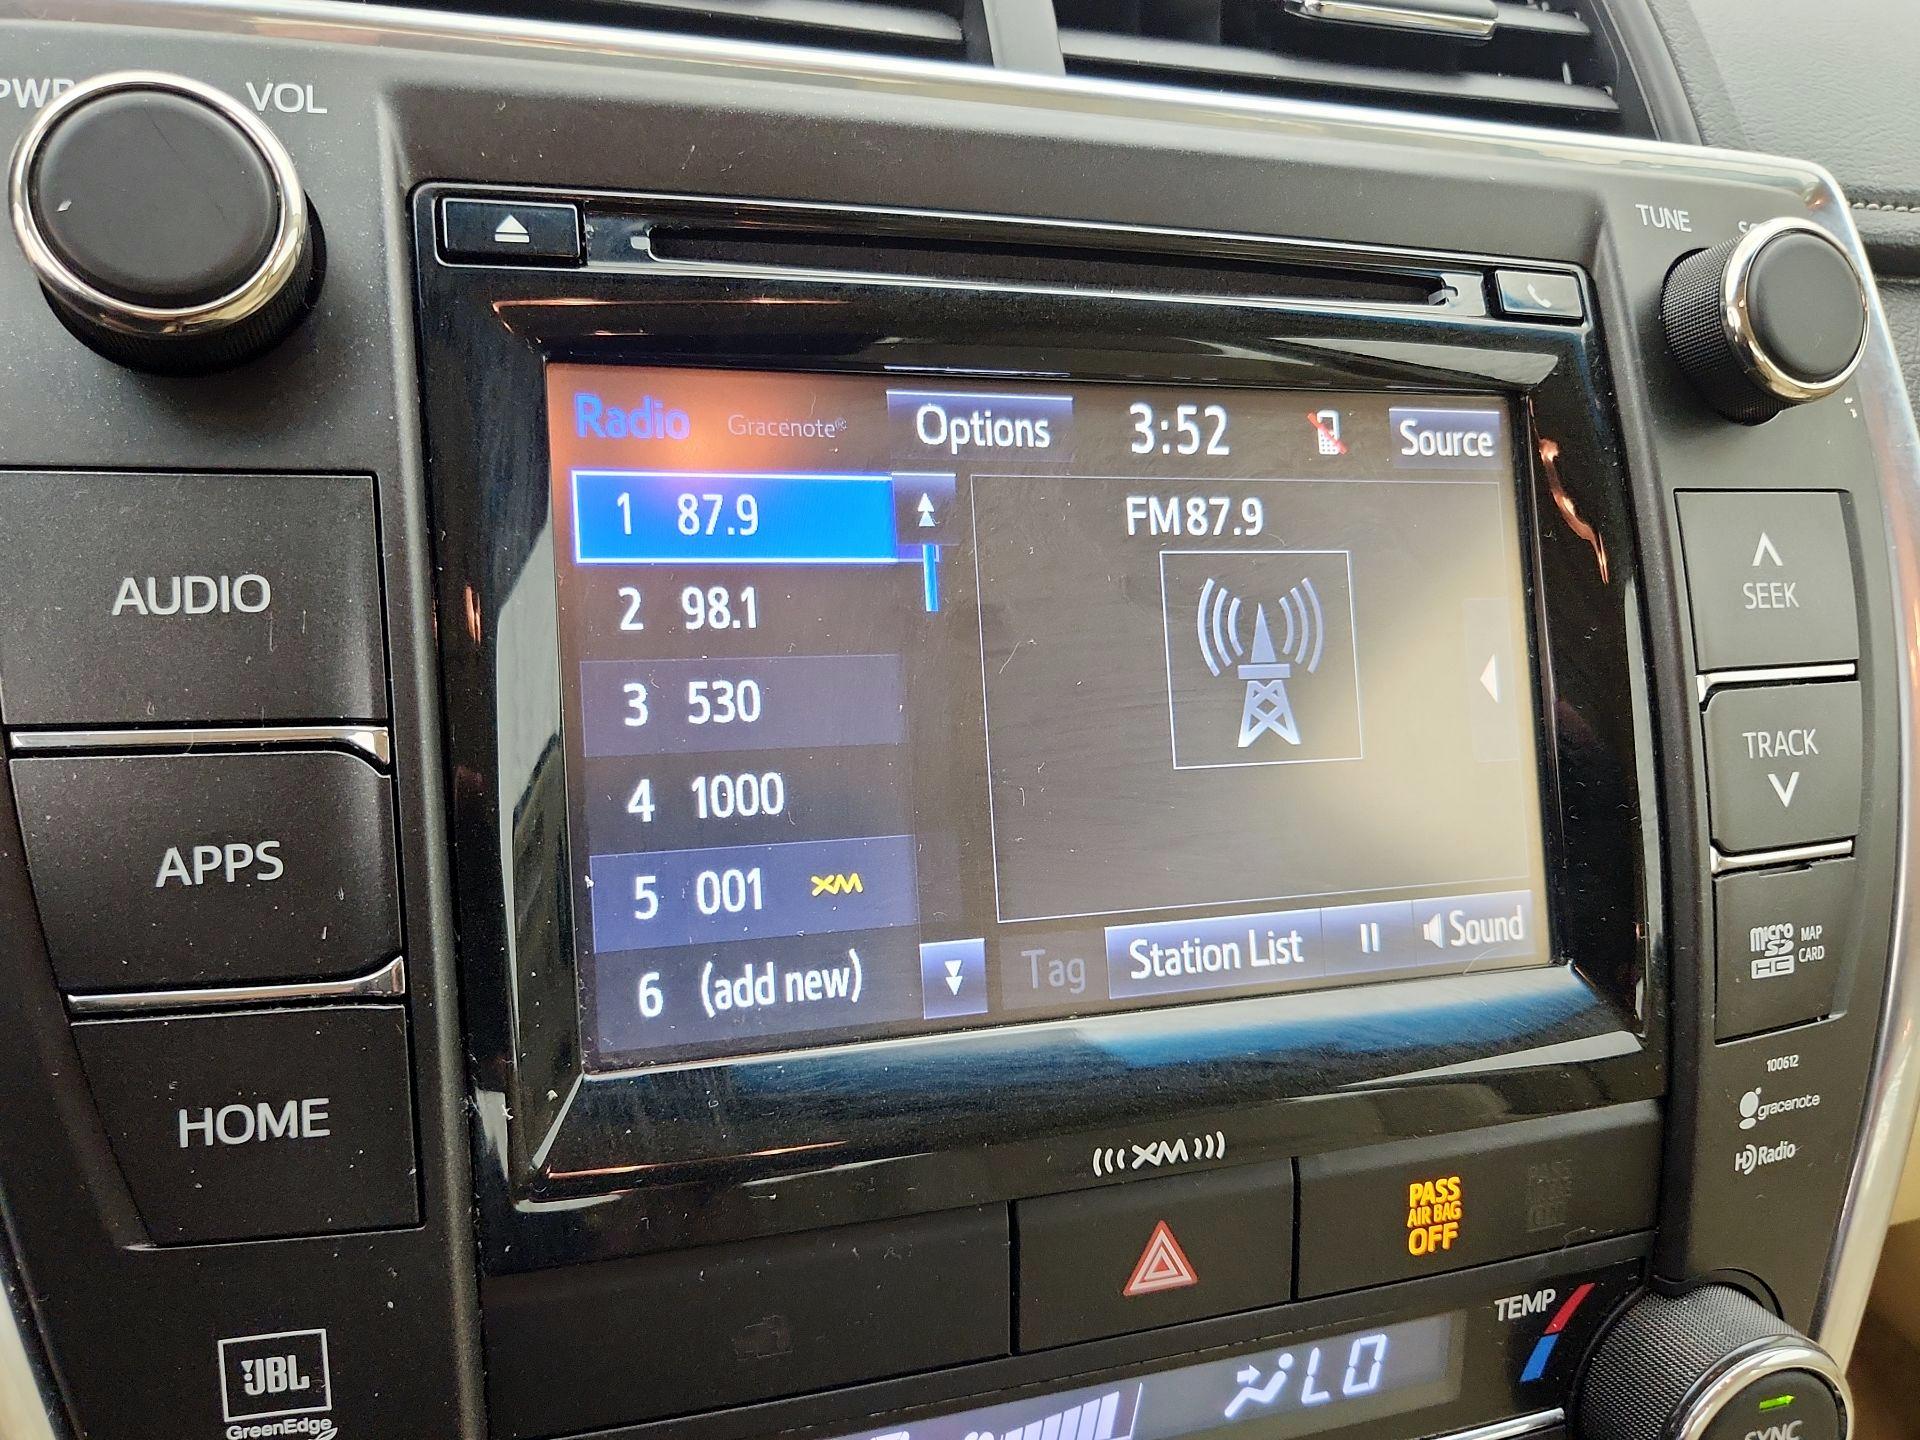 PWR
VOL
TUNE
AUDIO
APPS
HOME
Radio
Gracenote®
Options
3:52
Source
1 87.9
2 98.1
3 530
4 1000
5 001 XM
6 (add new)
FM87.9
Tag
Station List
Sound
SEEK
TRACK
micro
SD
HC
MAP
CARD
100612
gracenote
HD Radio
XM
PASS
AIR BAG
OFF
TEMP
LO
SYNC
JBL
GreenEdge